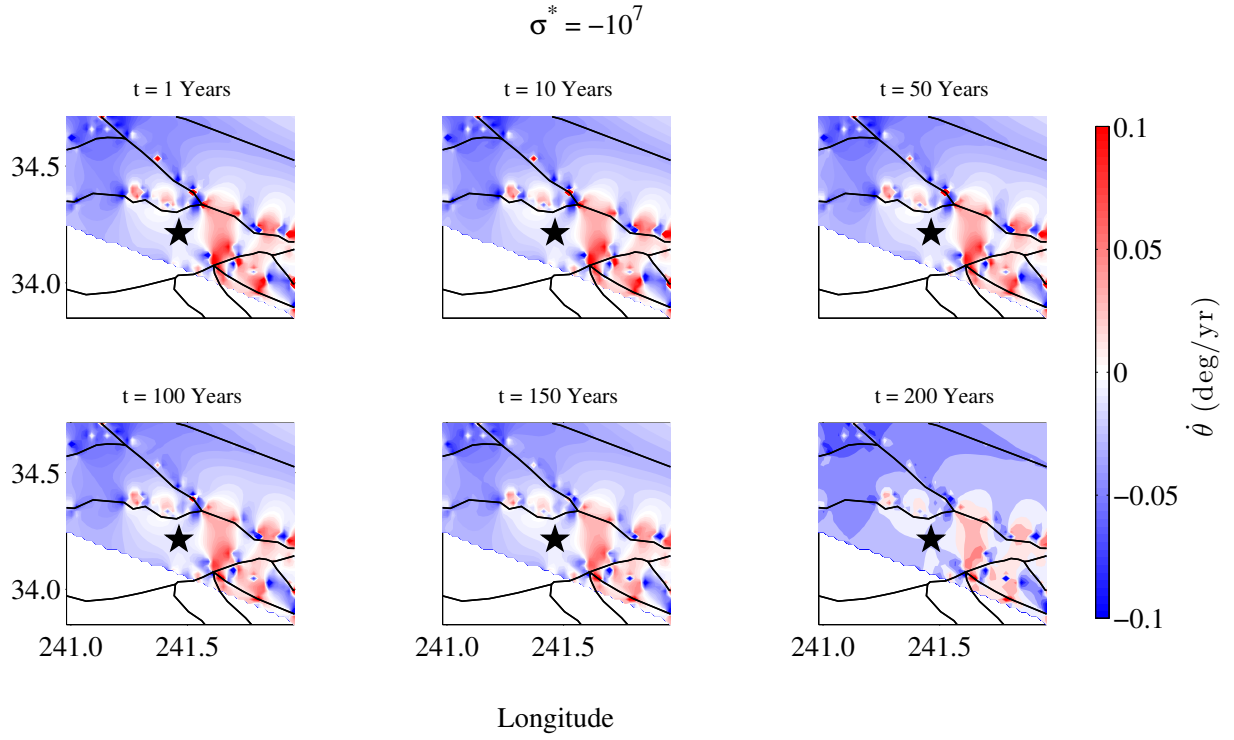 σ* = −10⁷
t = 1 Years
t = 10 Years
t = 50 Years
34.5
34.0
t = 100 Years
t = 150 Years
t = 200 Years
34.5
34.0
241.0 241.5
241.0 241.5
241.0 241.5
Longitude
0.1
0.05
0
−0.05
−0.1
θ̇ (deg/yr)